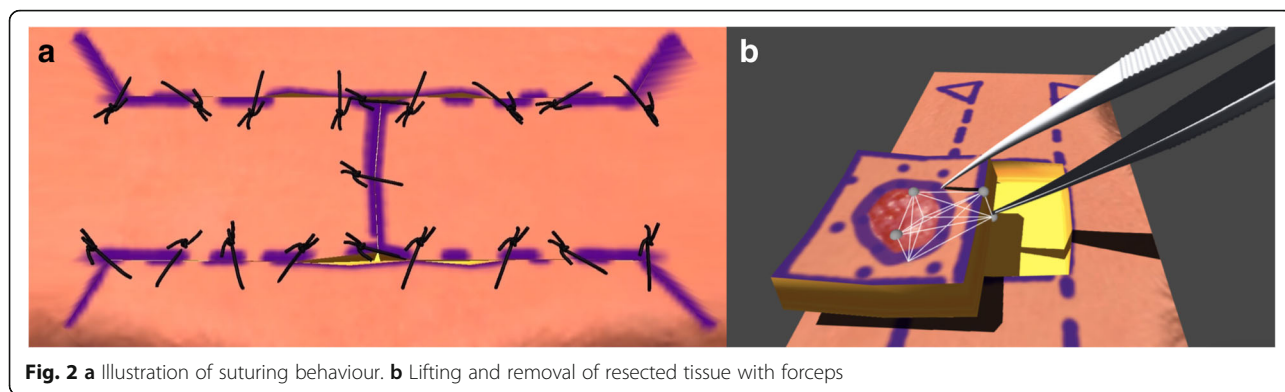 a
b
Fig. 2 a Illustration of suturing behaviour. b Lifting and removal of resected tissue with forceps